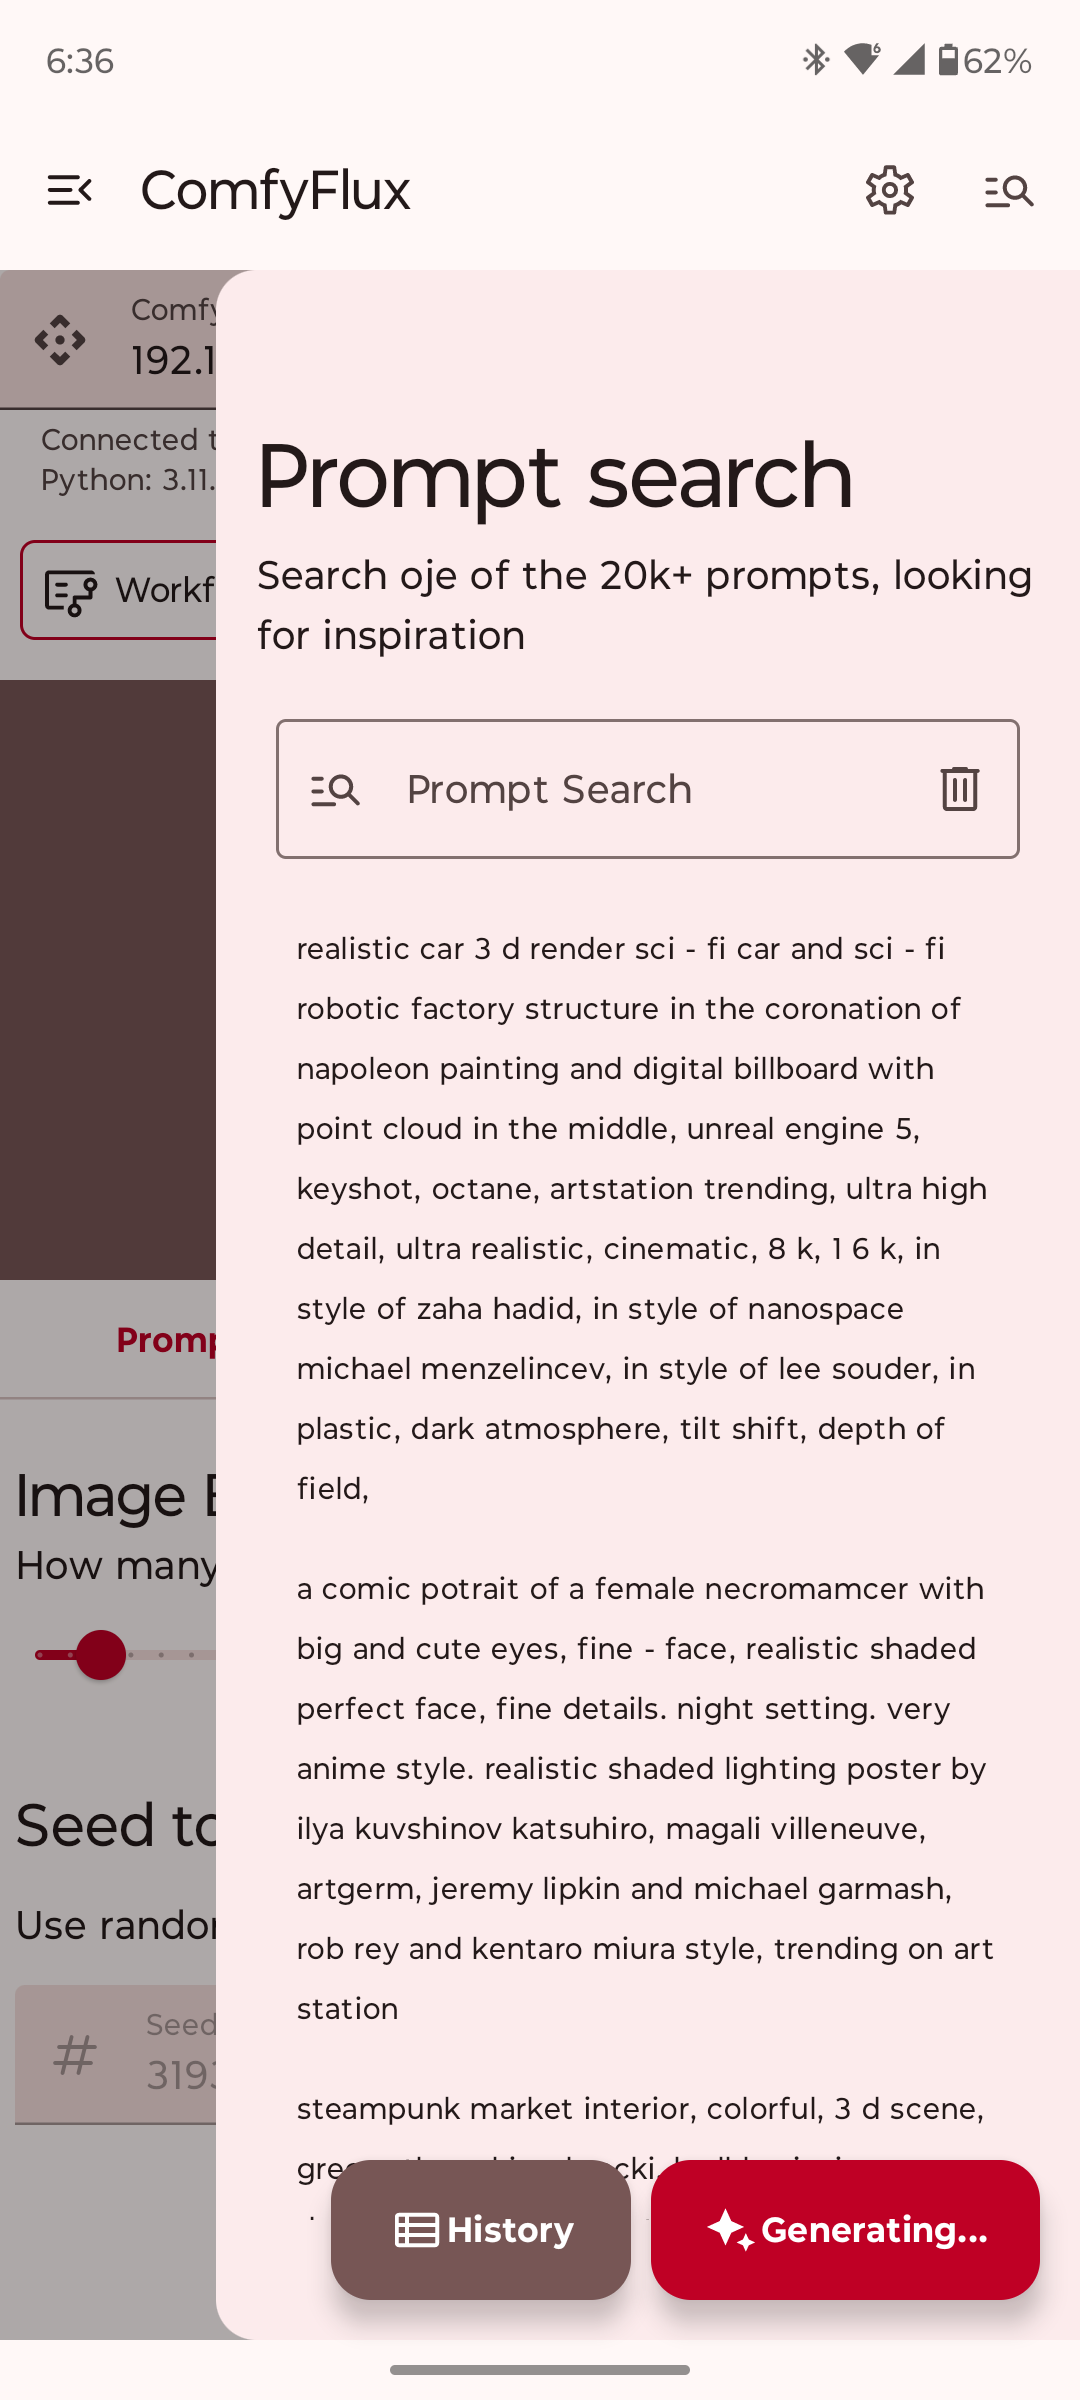 6:36
62%
ComfyFlux
Comfy
192.1
Connected t
Python: 3.11.
Workf
Promp
Image
How many
Seed to
Use rando
Seed
3193
Prompt search
Search oje of the 20k+ prompts, looking
for inspiration
Prompt Search
realistic car 3 d render sci - fi car and sci - fi
robotic factory structure in the coronation of
napoleon painting and digital billboard with
point cloud in the middle, unreal engine 5,
keyshot, octane, artstation trending, ultra high
detail, ultra realistic, cinematic, 8 k, 1 6 k, in
style of zaha hadid, in style of nanospace
michael menzelincev, in style of lee souder, in
plastic, dark atmosphere, tilt shift, depth of
field,
a comic potrait of a female necromamcer with
big and cute eyes, fine - face, realistic shaded
perfect face, fine details. night setting. very
anime style. realistic shaded lighting poster by
ilya kuvshinov katsuhiro, magali villeneuve,
artgerm, jeremy lipkin and michael garmash,
rob rey and kentaro miura style, trending on art
station
steampunk market interior, colorful, 3 d scene,
History
Generating...